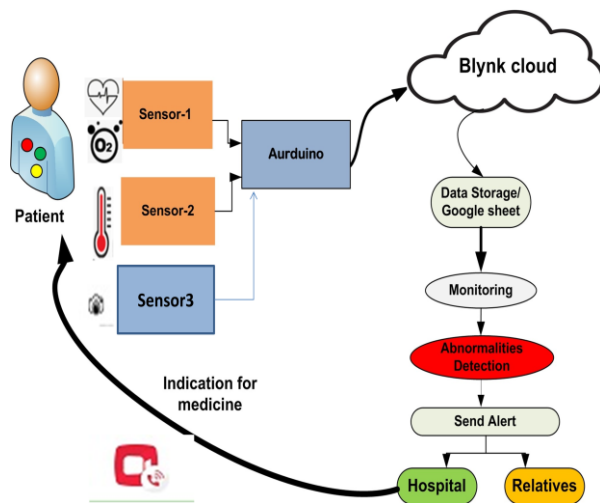 Blynk cloud
Sensor-1
O2
Aurduino
Patient
Sensor-2
Data Storage/
Google sheet
Sensor3
Monitoring
Abnormalities
Detection
Indication for
medicine
Send Alert
Hospital
Relatives